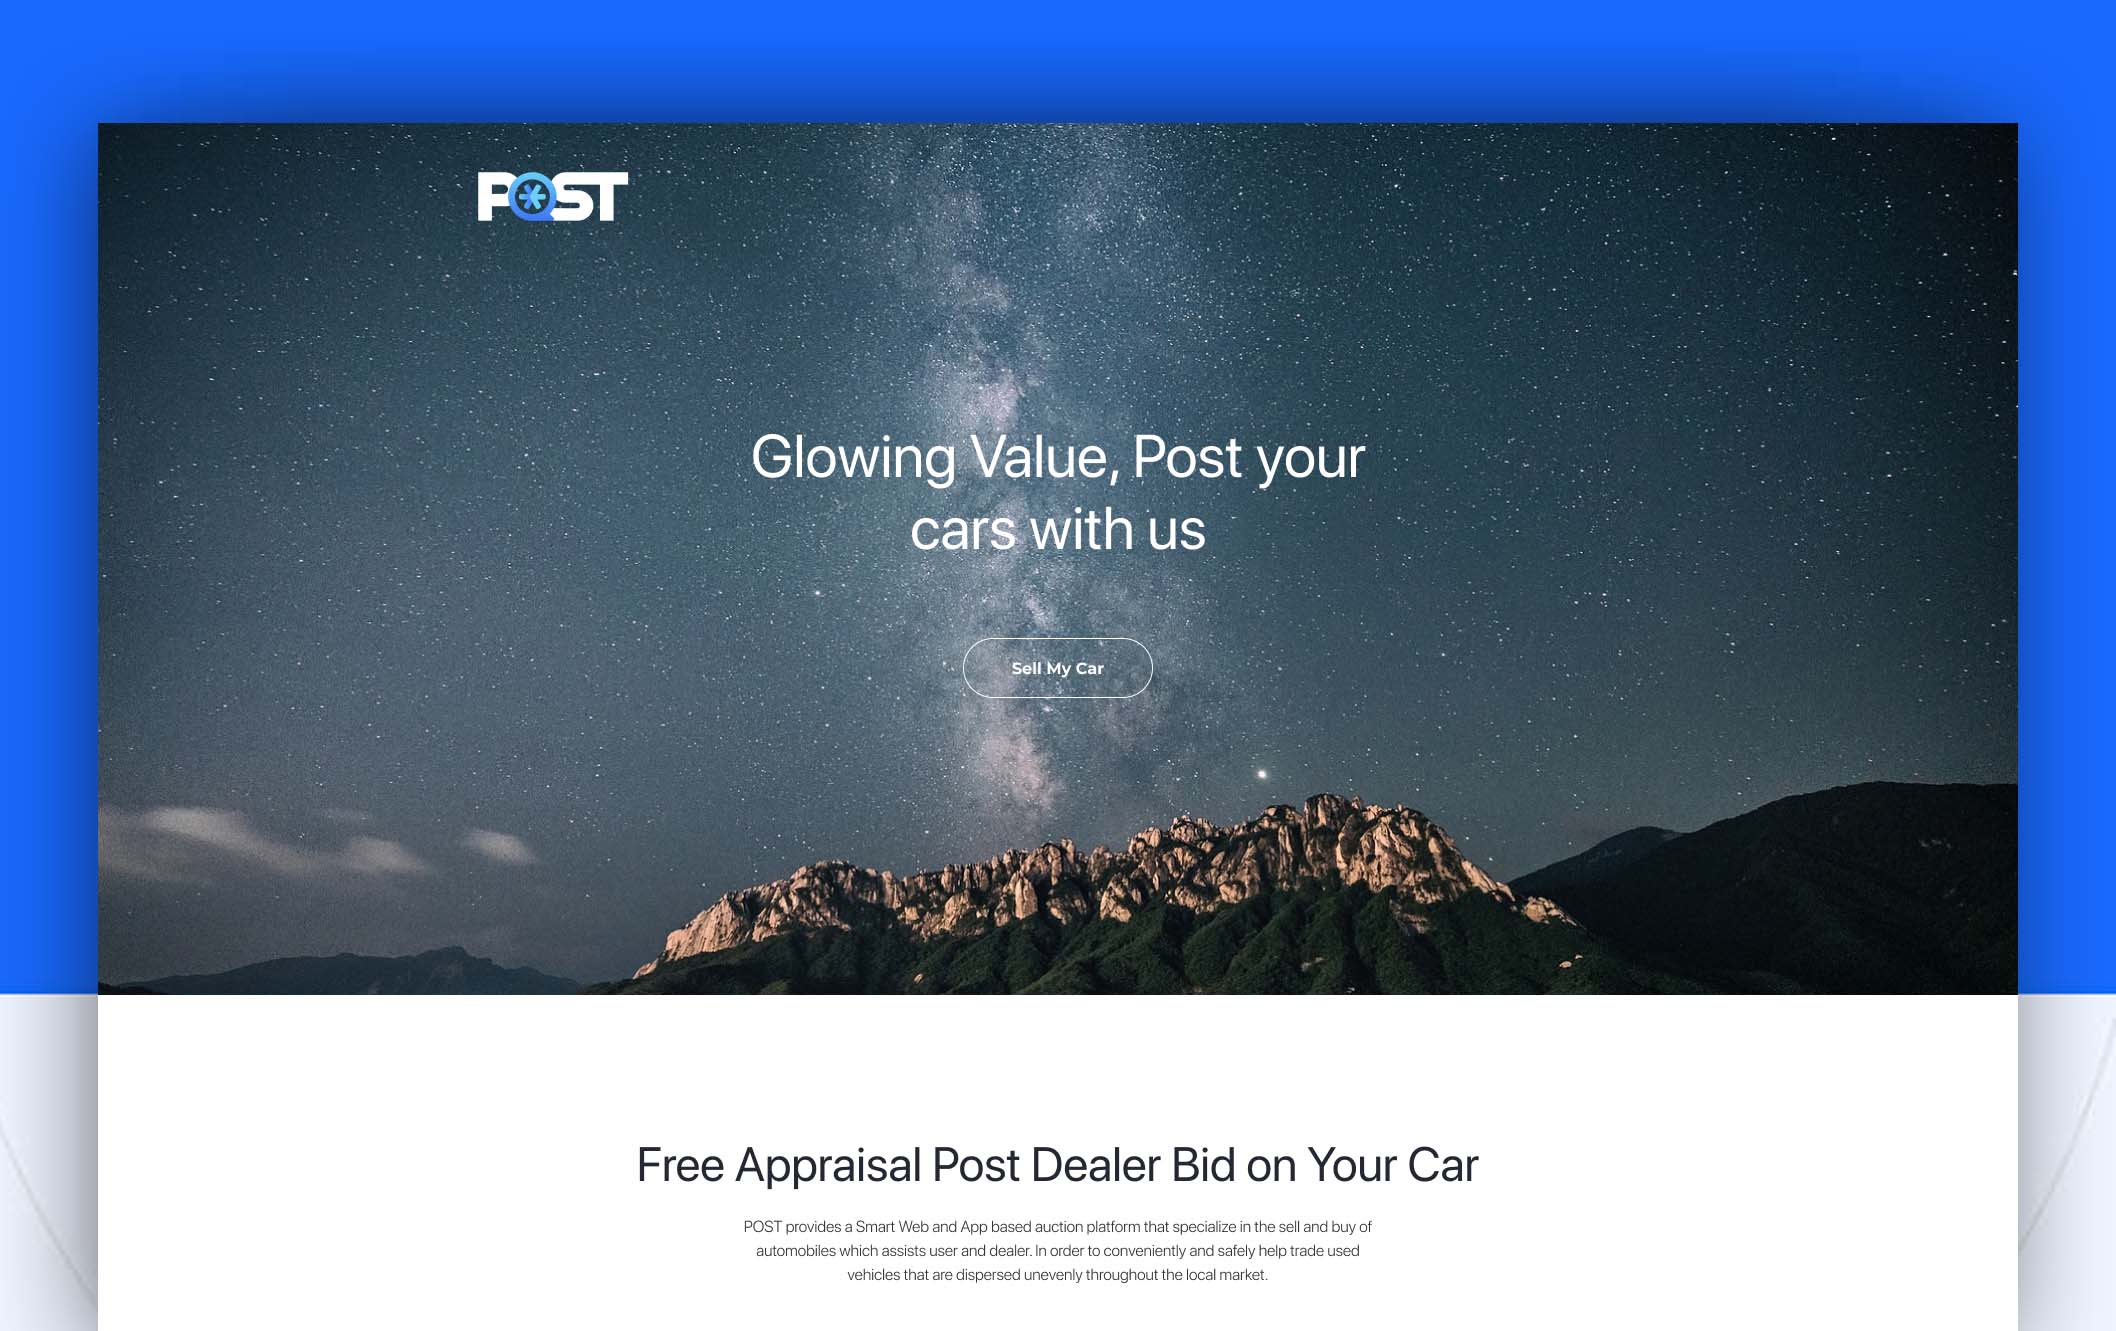 POST
Glowing Value, Post your
cars with us
Sell My Car
Free Appraisal Post Dealer Bid on Your Car
POST provides a Smart Web and App based auction platform that specialize in the sell and buy of
automobiles which assists user and dealer. In order to conveniently and safely help trade used
vehicles that are dispersed unevenly throughout the local market.